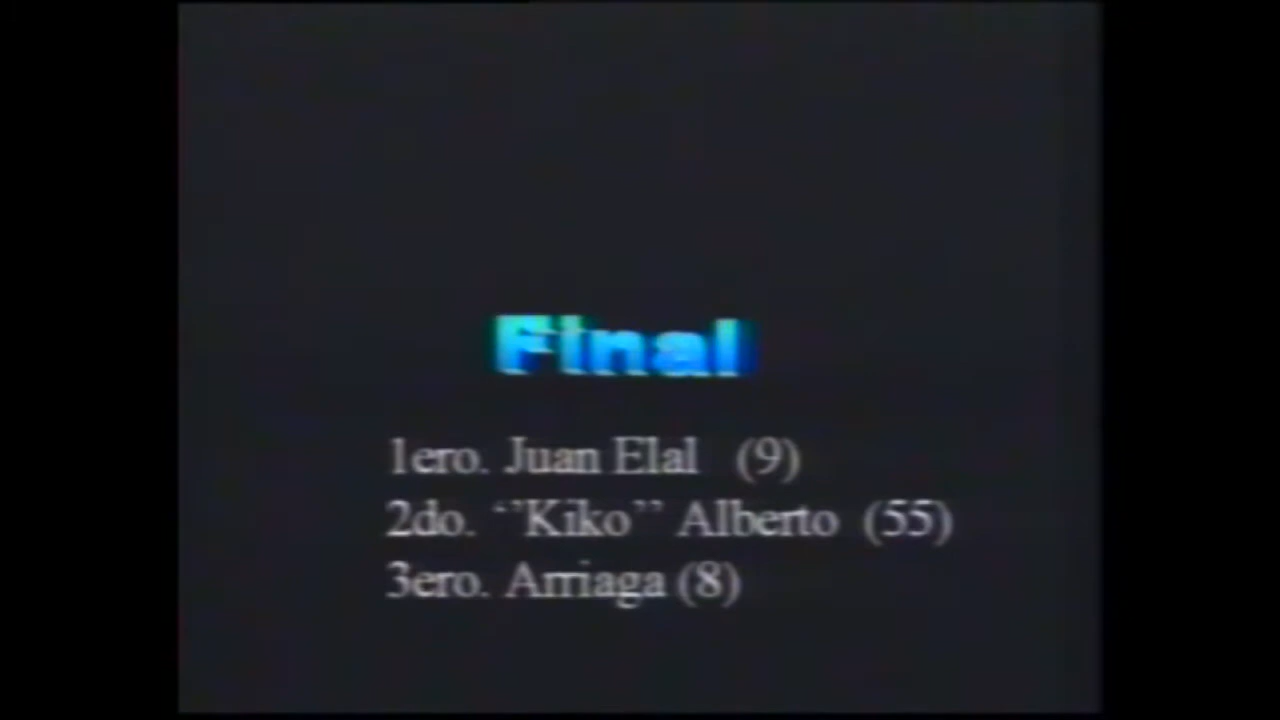 Final
1ero. Juan Elal (9)
2do. ‘’Kiko’’ Alberto (55)
3ero. Arriaga (8)